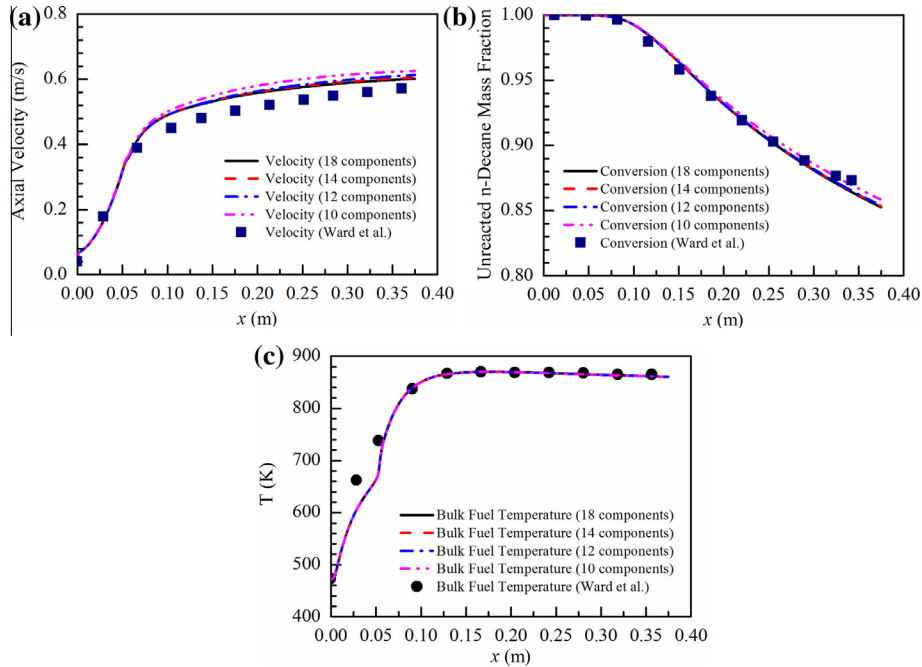 (a)
0.8
0.6
0.4
0.2
0.0
Axial Velocity (m/s)
Velocity (18 components)
Velocity (14 components)
Velocity (12 components)
Velocity (10 components)
Velocity (Ward et al.)
0.00 0.05 0.10 0.15 0.20 0.25 0.30 0.35 0.40
x (m)
(b)
1.00
0.95
0.90
0.85
0.80
Unreacted n-Decane Mass Fraction
Conversion (18 components)
Conversion (14 components)
Conversion (12 components)
Conversion (10 components)
Conversion (Ward et al.)
0.00 0.05 0.10 0.15 0.20 0.25 0.30 0.35 0.40
x (m)
(c)
900
800
700
600
500
400
T (K)
Bulk Fuel Temperature (18 components)
Bulk Fuel Temperature (14 components)
Bulk Fuel Temperature (12 components)
Bulk Fuel Temperature (10 components)
Bulk Fuel Temperature (Ward et al.)
0.00 0.05 0.10 0.15 0.20 0.25 0.30 0.35 0.40
x (m)